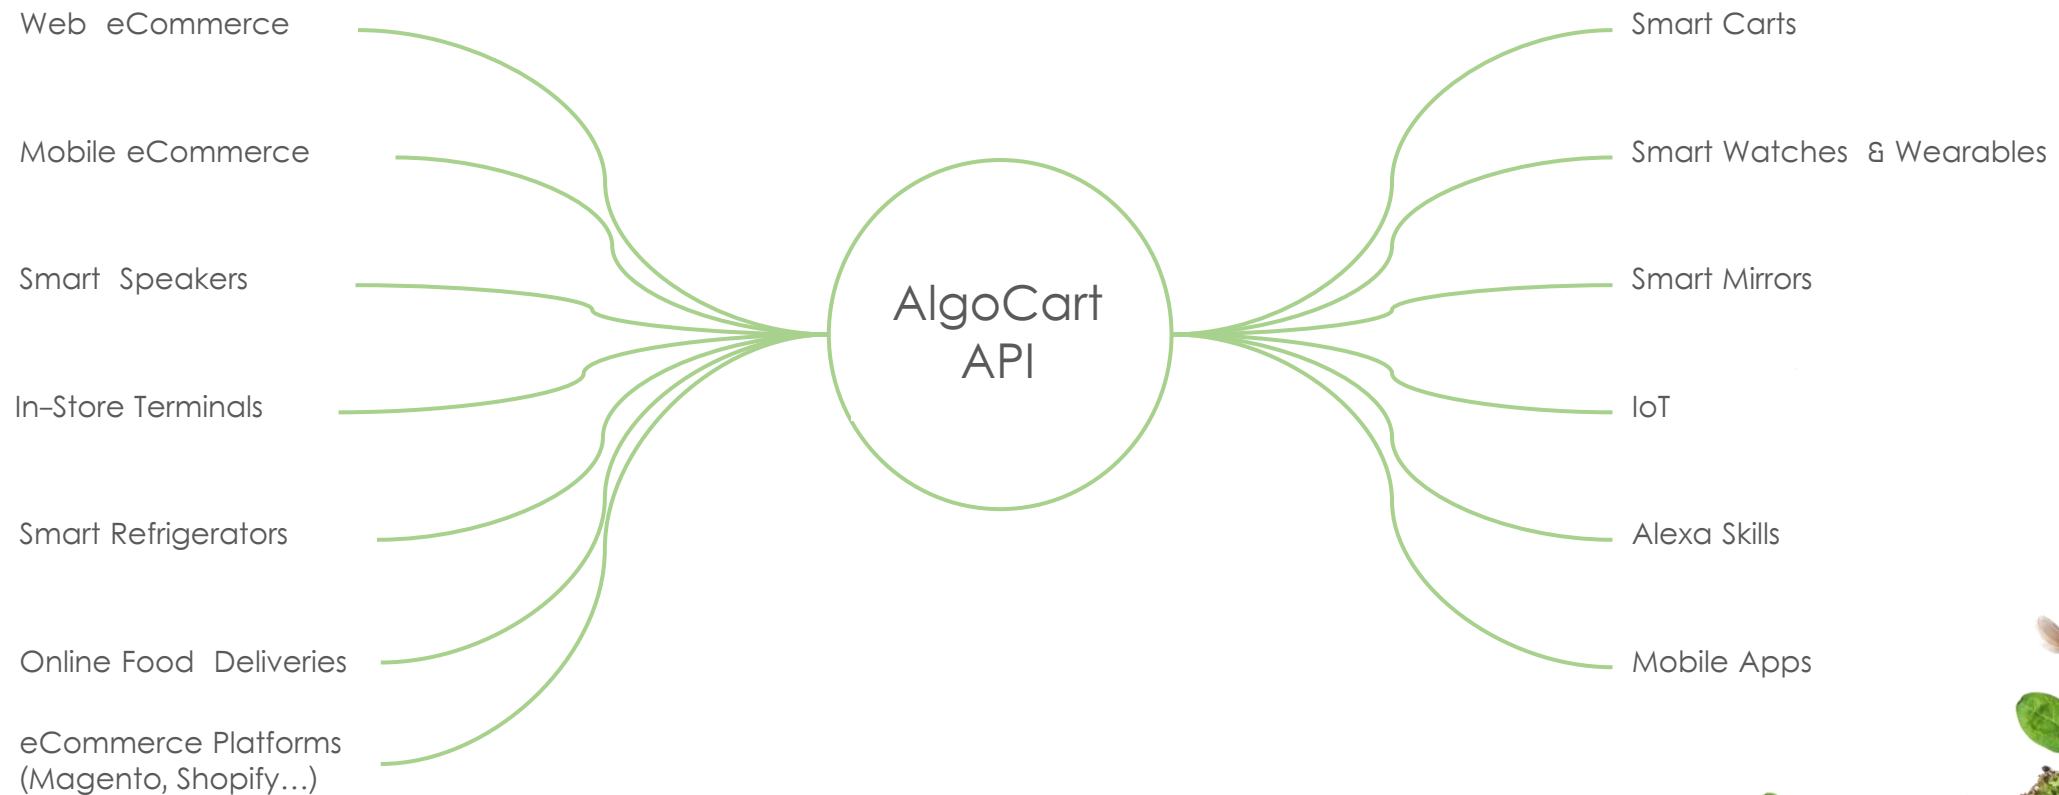 Web eCommerce
Mobile eCommerce
Smart Speakers
In-Store Terminals
Smart Refrigerators
Online Food Deliveries
eCommerce Platforms
(Magento, Shopify...)
AlgoCart
API
Smart Carts
Smart Watches & Wearables
Smart Mirrors
IoT
Alexa Skills
Mobile Apps